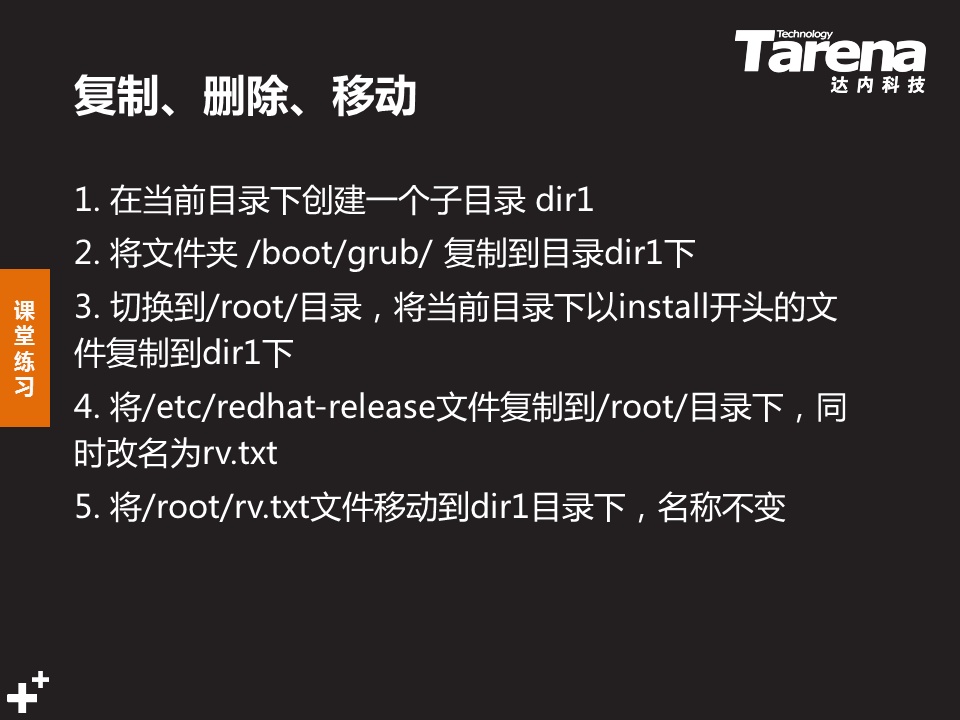 Technology
Tarena
达内科技
复制、删除、移动
1. 在当前目录下创建一个子目录 dir1
2. 将文件夹 /boot/grub/ 复制到目录dir1下
3. 切换到/root/目录，将当前目录下以install开头的文
件复制到dir1下
4. 将/etc/redhat-release文件复制到/root/目录下，同
时改名为rv.txt
5. 将/root/rv.txt文件移动到dir1目录下，名称不变
课
堂
练
习